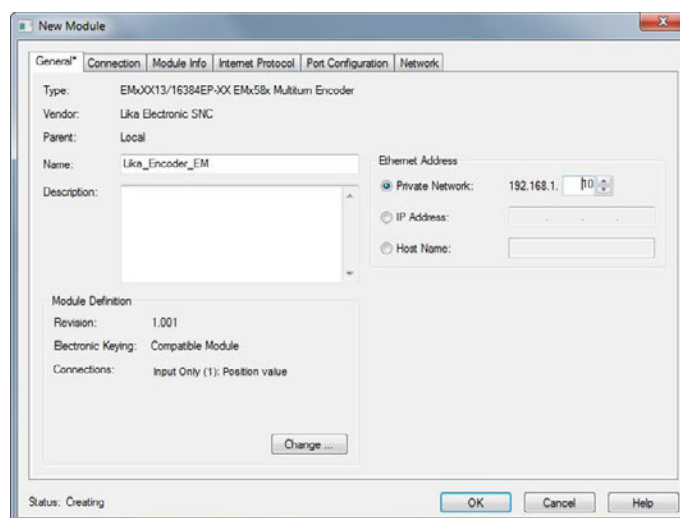 New Module
General* Connection Module Info Internet Protocol Port Configuration Network
Type: EMxXX13/16384EP-XX EMx58x Multiturn Encoder
Vendor: Lika Electronic SNC
Parent: Local
Name: Lika_Encoder_EM
Description:
Ethernet Address
Private Network: 192.168.1. 10
IP Address:
Host Name:
Module Definition
Revision: 1.001
Electronic Keying: Compatible Module
Connections: Input Only (1): Position value
Change ...
Status: Creating
OK Cancel Help